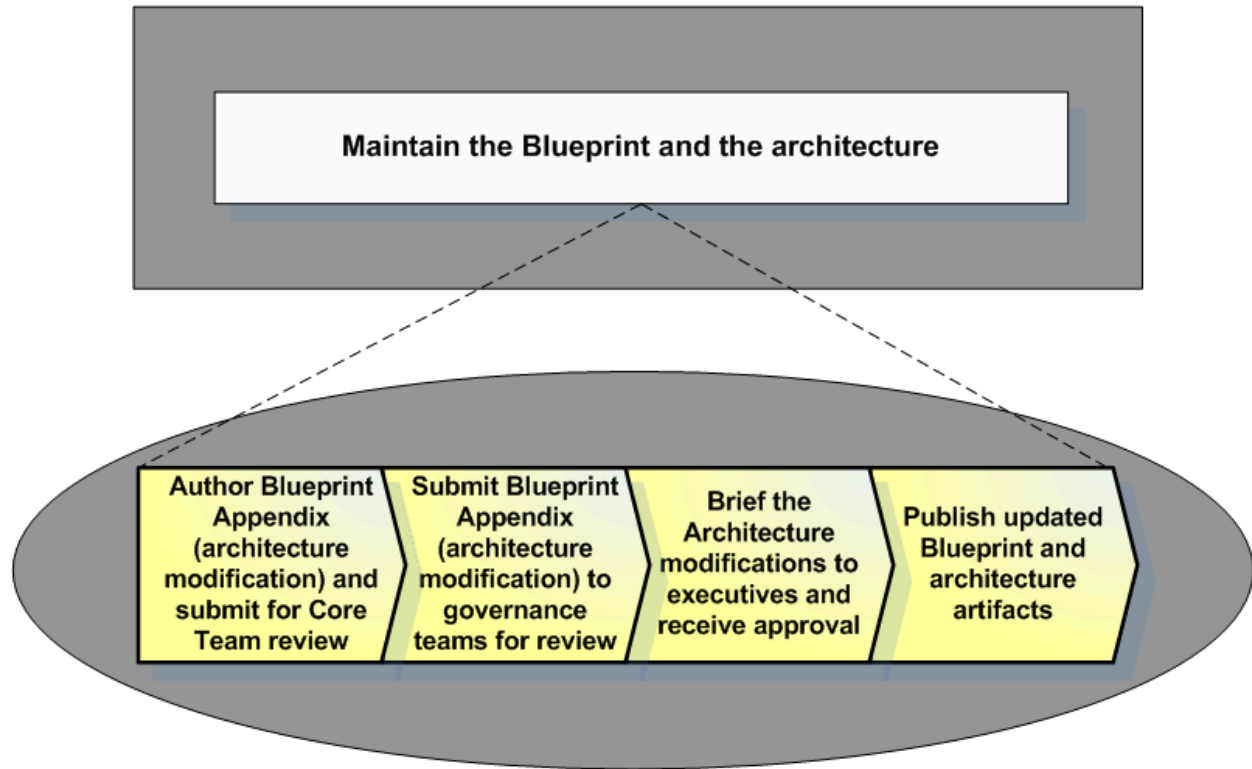 Maintain the Blueprint and the architecture
Author Blueprint
Appendix
(architecture
modification) and
submit for Core
Team review
Submit Blueprint
Appendix
(architecture
modification) to
governance
teams for review
Brief the
Architecture
modifications to
executives and
receive approval
Publish updated
Blueprint and
architecture
artifacts